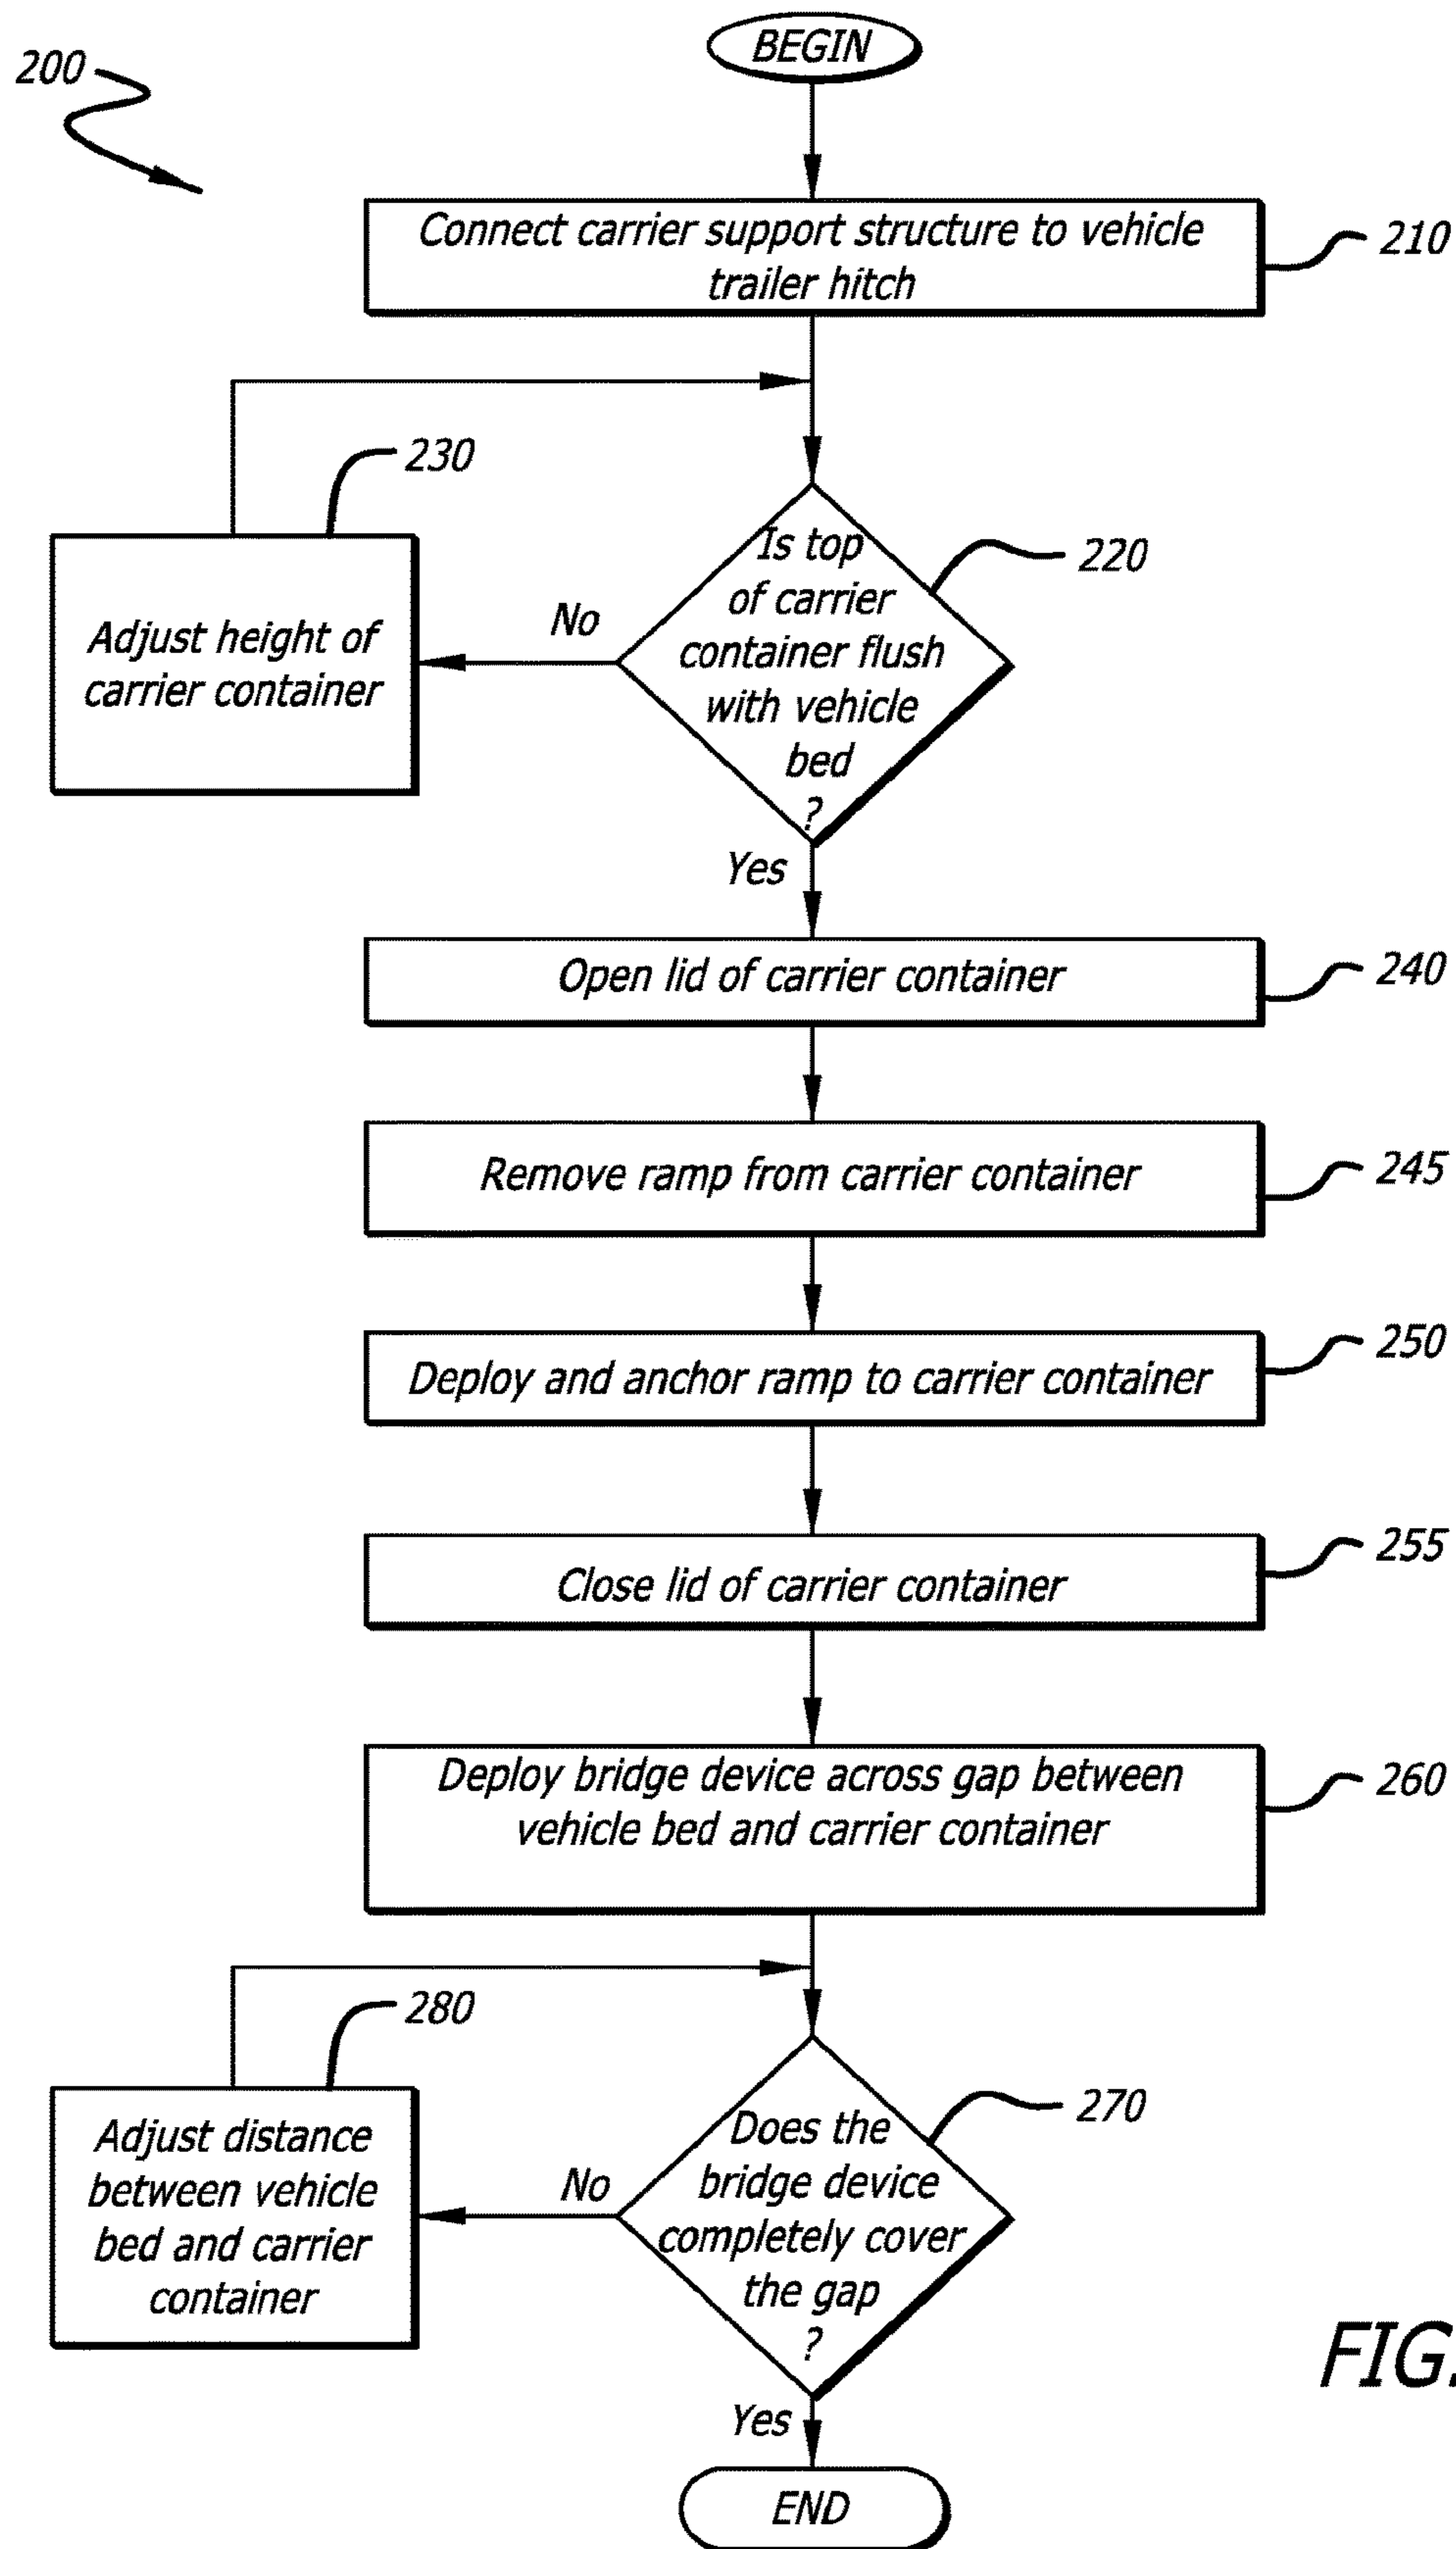 BEGIN
200
Connect carrier support structure to vehicle
trailer hitch
210
230
Is top
of carrier
container flush
with vehicle
bed
?
220
No
Adjust height of
carrier container
Yes
Open lid of carrier container
240
Remove ramp from carrier container
245
Deploy and anchor ramp to carrier container
250
Close lid of carrier container
255
Deploy bridge device across gap between
vehicle bed and carrier container
260
280
Does the
bridge device
completely cover
the gap
?
270
No
Adjust distance
between vehicle
bed and carrier
container
FIG.
Yes
END